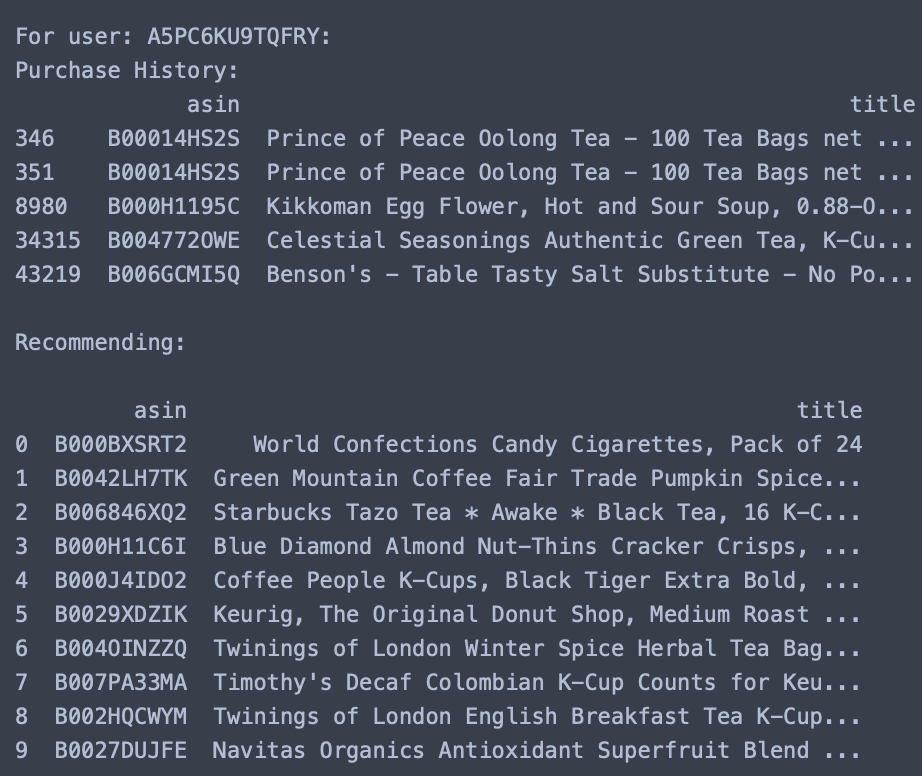 For user: A5PC6KU9TQFRY:
Purchase History:
asin title
346 B00014HS2S Prince of Peace Oolong Tea - 100 Tea Bags net ...
351 B00014HS2S Prince of Peace Oolong Tea - 100 Tea Bags net ...
8980 B000H1195C Kikkoman Egg Flower, Hot and Sour Soup, 0.88-O...
34315 B004772OWE Celestial Seasonings Authentic Green Tea, K-Cu...
43219 B006GCMI5Q Benson's - Table Tasty Salt Substitute - No Po...
Recommending:
asin title
0 B000BXSRT2 World Confections Candy Cigarettes, Pack of 24
1 B0042LH7TK Green Mountain Coffee Fair Trade Pumpkin Spice...
2 B006846XQ2 Starbucks Tazo Tea * Awake * Black Tea, 16 K-C...
3 B000H11C6I Blue Diamond Almond Nut-Thins Cracker Crisps, ...
4 B000J4IDO2 Coffee People K-Cups, Black Tiger Extra Bold, ...
5 B0029XDZIK Keurig, The Original Donut Shop, Medium Roast ...
6 B004OINZZQ Twinings of London Winter Spice Herbal Tea Bag...
7 B007PA33MA Timothy's Decaf Colombian K-Cup Counts for Keu...
8 B002HQCWYM Twinings of London English Breakfast Tea K-Cup...
9 B0027DUJFE Navitas Organics Antioxidant Superfruit Blend ...